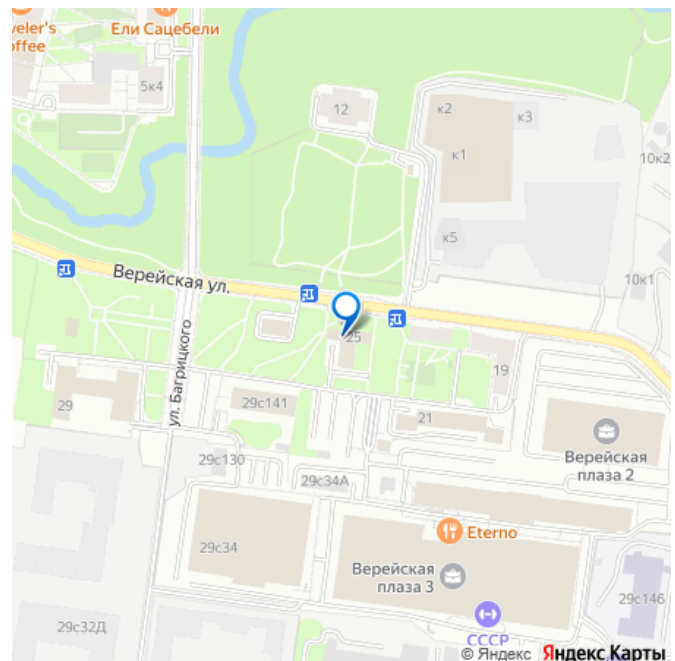 veler's
offee
Ели Сацебели
5к4
12
к2
к3
к1
10к2
к5
10к1
Верейская ул.
ул. Багрицкого
25
19
29
29с141
21
Верейская
плаза 2
29с130
29с34А
Eterno
29с34
Верейская
плаза 3
29с146
СССР
29с32Д
© Яндекс Яндекс Карты